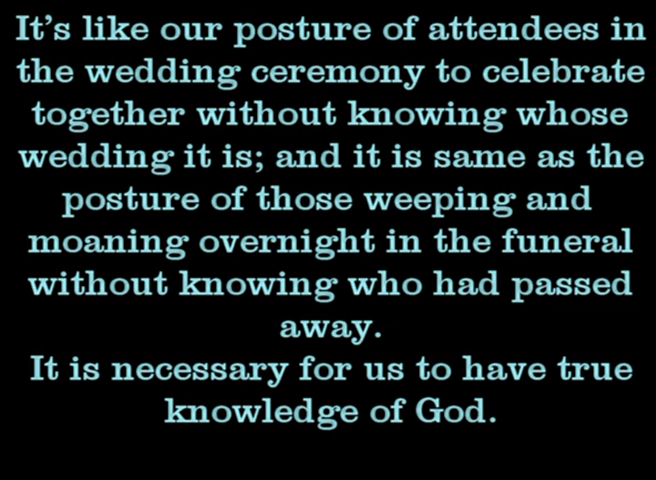 It's like our posture of attendees in
the wedding ceremony to celebrate
together without knowing whose
wedding it is; and it is same as the
posture of those weeping and
moaning overnight in the funeral
without knowing who had passed
away.
It is necessary for us to have true
knowledge of God.